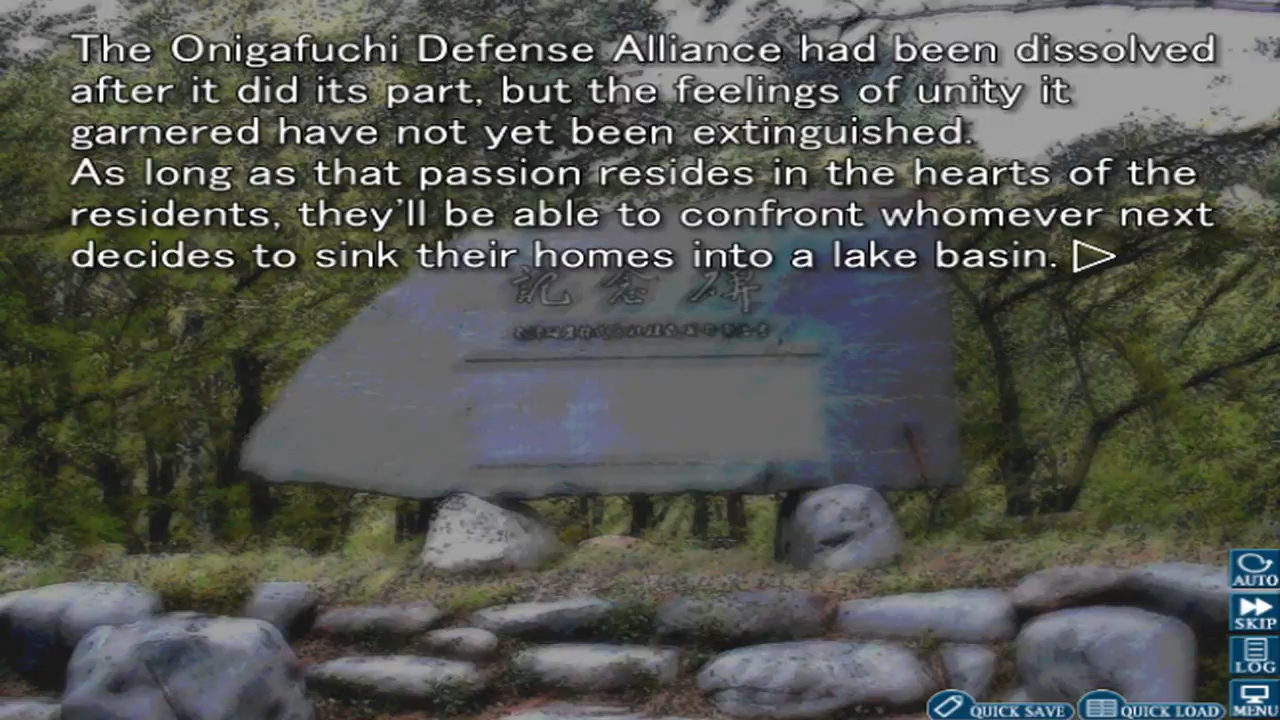 The Onigafuchi Defense Alliance had been dissolved
after it did its part, but the feelings of unity it
garnered have not yet been extinguished.
As long as that passion resides in the hearts of the
residents, they'll be able to confront whomever next
decides to sink their homes into a lake basin.
記念碑
AUTO
SKIP
LOG
MENU
QUICK SAVE
QUICK LOAD